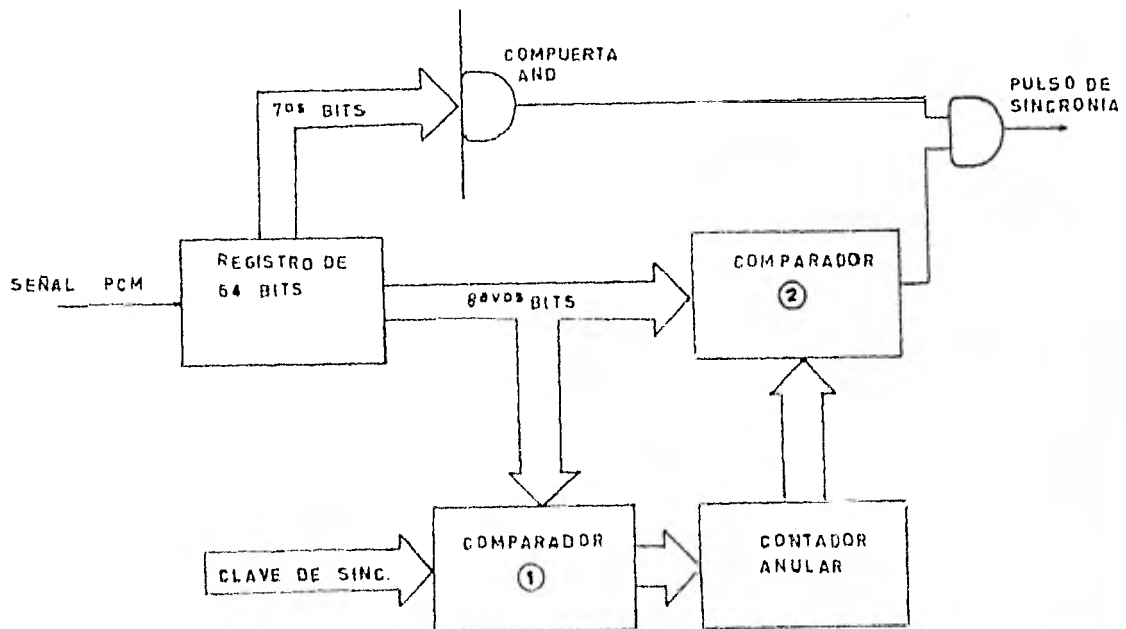 COMPUERTA
AND
PULSO DE
SINCRONIA
7os BITS
REGISTRO DE
64 BITS
SEÑAL PCM
8avos BITS
COMPARADOR
2
CLAVE DE SINC.
COMPARADOR
1
CONTADOR
ANULAR